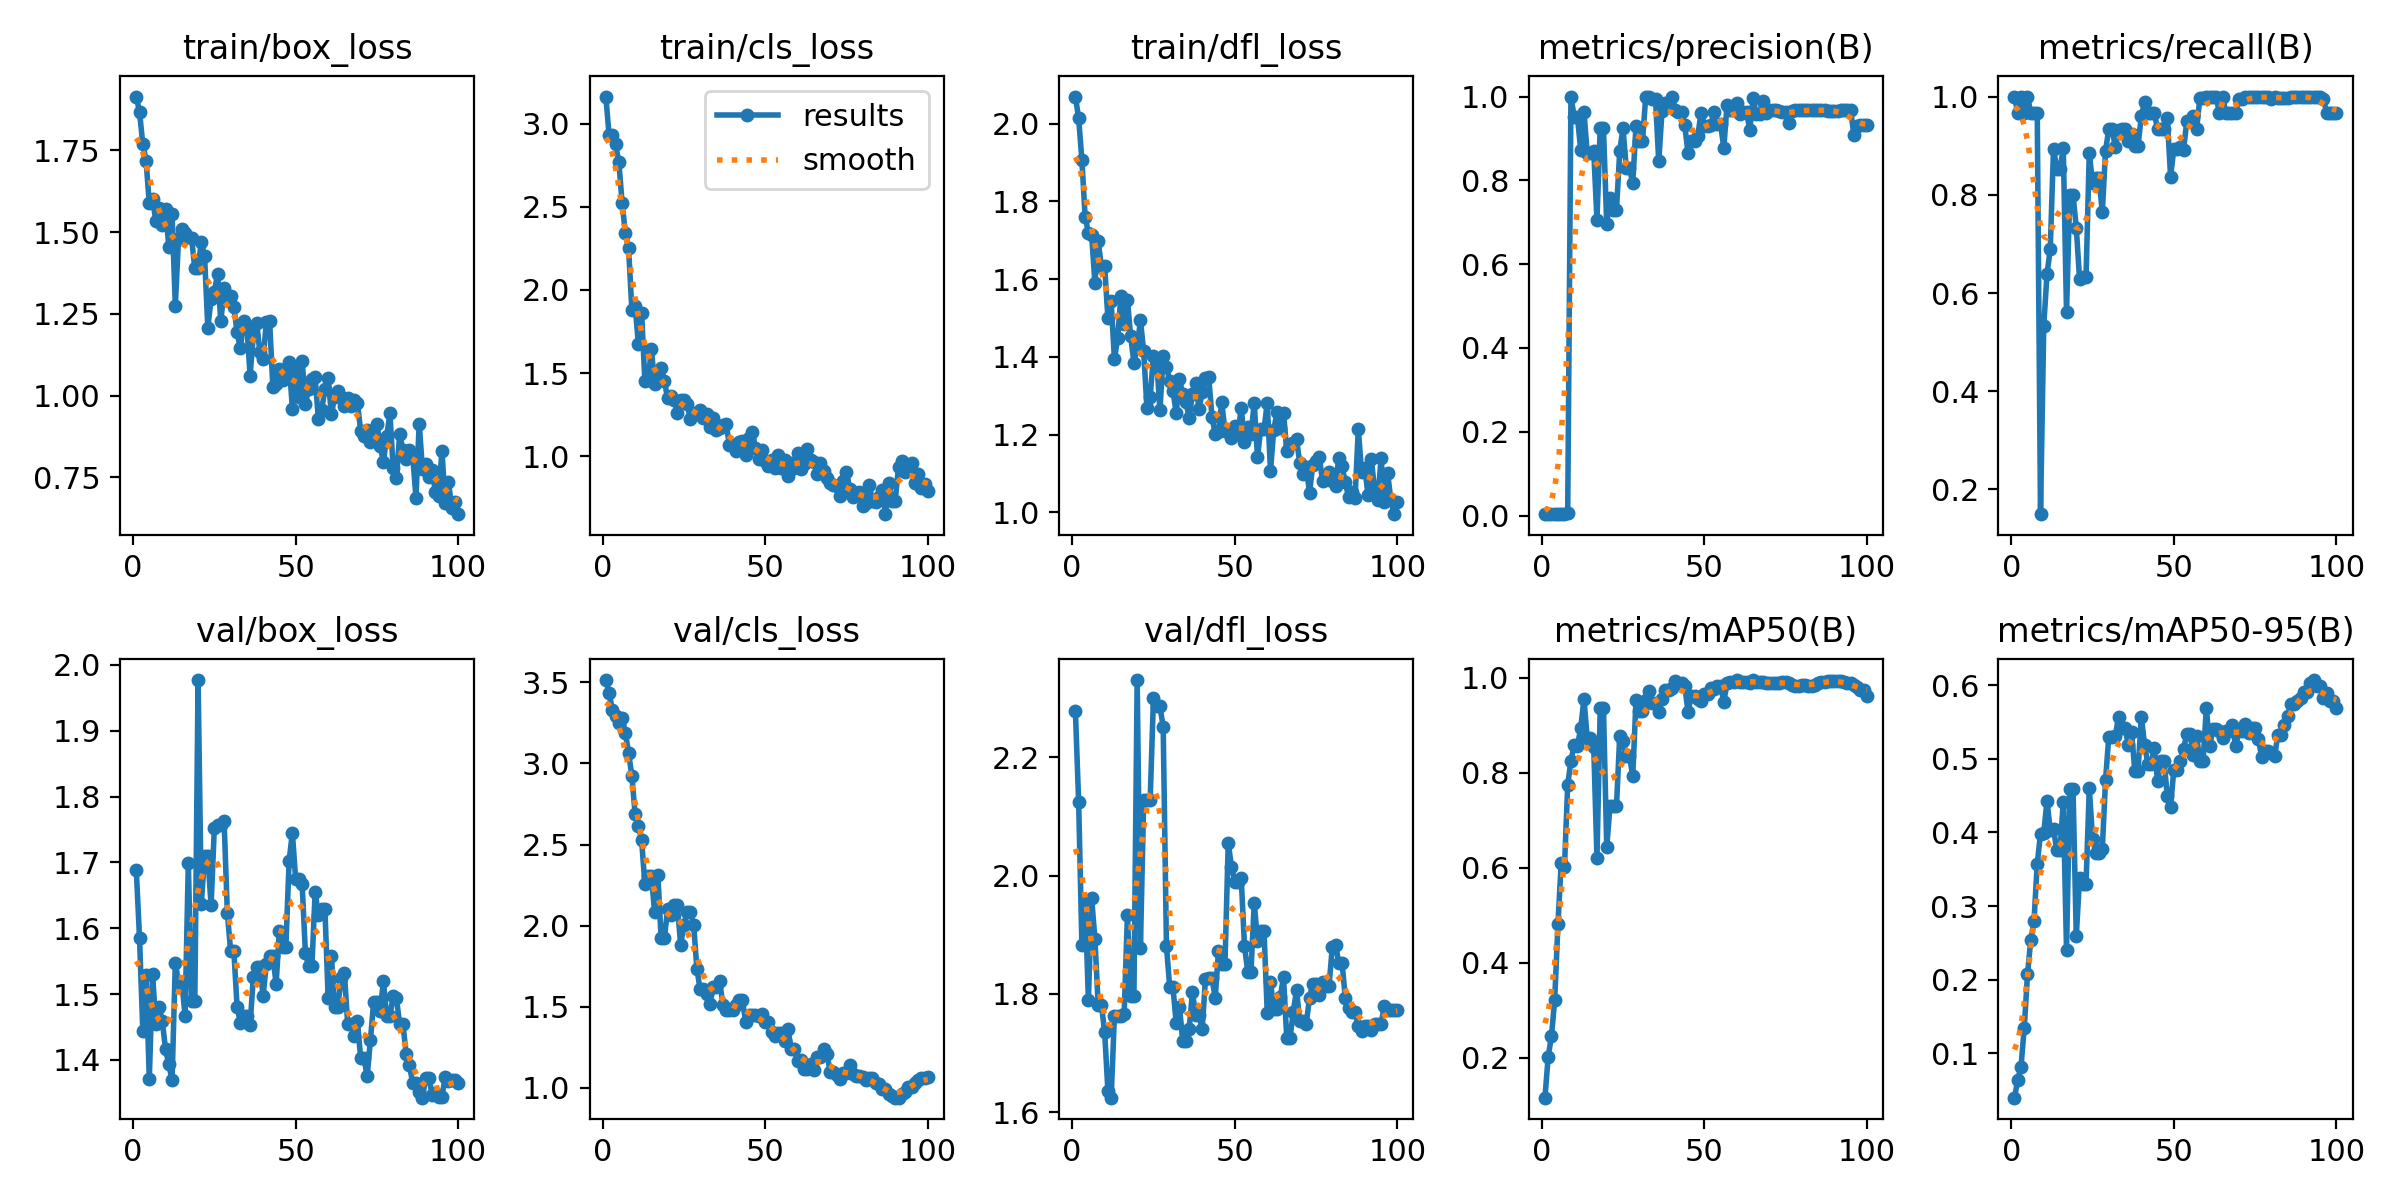 train/box_loss
1.75
1.50
1.25
1.00
0.75
0 50 100
train/cls_loss
results
smooth
3.0
2.5
2.0
1.5
1.0
0 50 100
train/dfl_loss
2.0
1.8
1.6
1.4
1.2
1.0
0 50 100
metrics/precision(B)
1.0
0.8
0.6
0.4
0.2
0.0
0 50 100
metrics/recall(B)
1.0
0.8
0.6
0.4
0.2
0 50 100
val/box_loss
2.0
1.9
1.8
1.7
1.6
1.5
1.4
0 50 100
val/cls_loss
3.5
3.0
2.5
2.0
1.5
1.0
0 50 100
val/dfl_loss
2.2
2.0
1.8
1.6
0 50 100
metrics/mAP50(B)
1.0
0.8
0.6
0.4
0.2
0 50 100
metrics/mAP50-95(B)
0.6
0.5
0.4
0.3
0.2
0.1
0 50 100